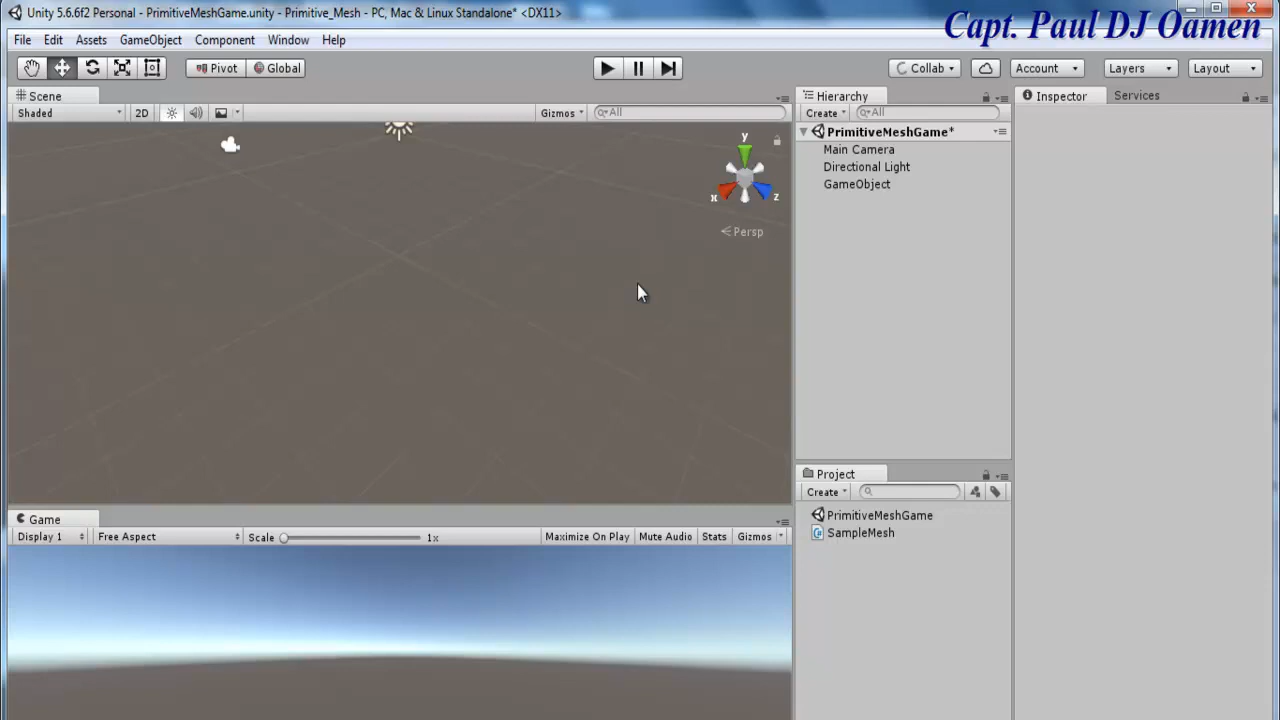 Unity 5.6.6f2 Personal - PrimitiveMeshGame.unity - Primitive_Mesh - PC, Mac & Linux Standalone* <DX11>
Capt. Paul DJ Oamen
File Edit Assets GameObject Component Window Help
Pivot Global Collab Account Layers Layout
Scene
Shaded 2D Gizmos All
y
x z
Persp
Hierarchy
Create All
PrimitiveMeshGame*
Main Camera
Directional Light
GameObject
Inspector Services
Project
Create
PrimitiveMeshGame
SampleMesh
Game
Display 1 Free Aspect Scale 1x Maximize On Play Mute Audio Stats Gizmos